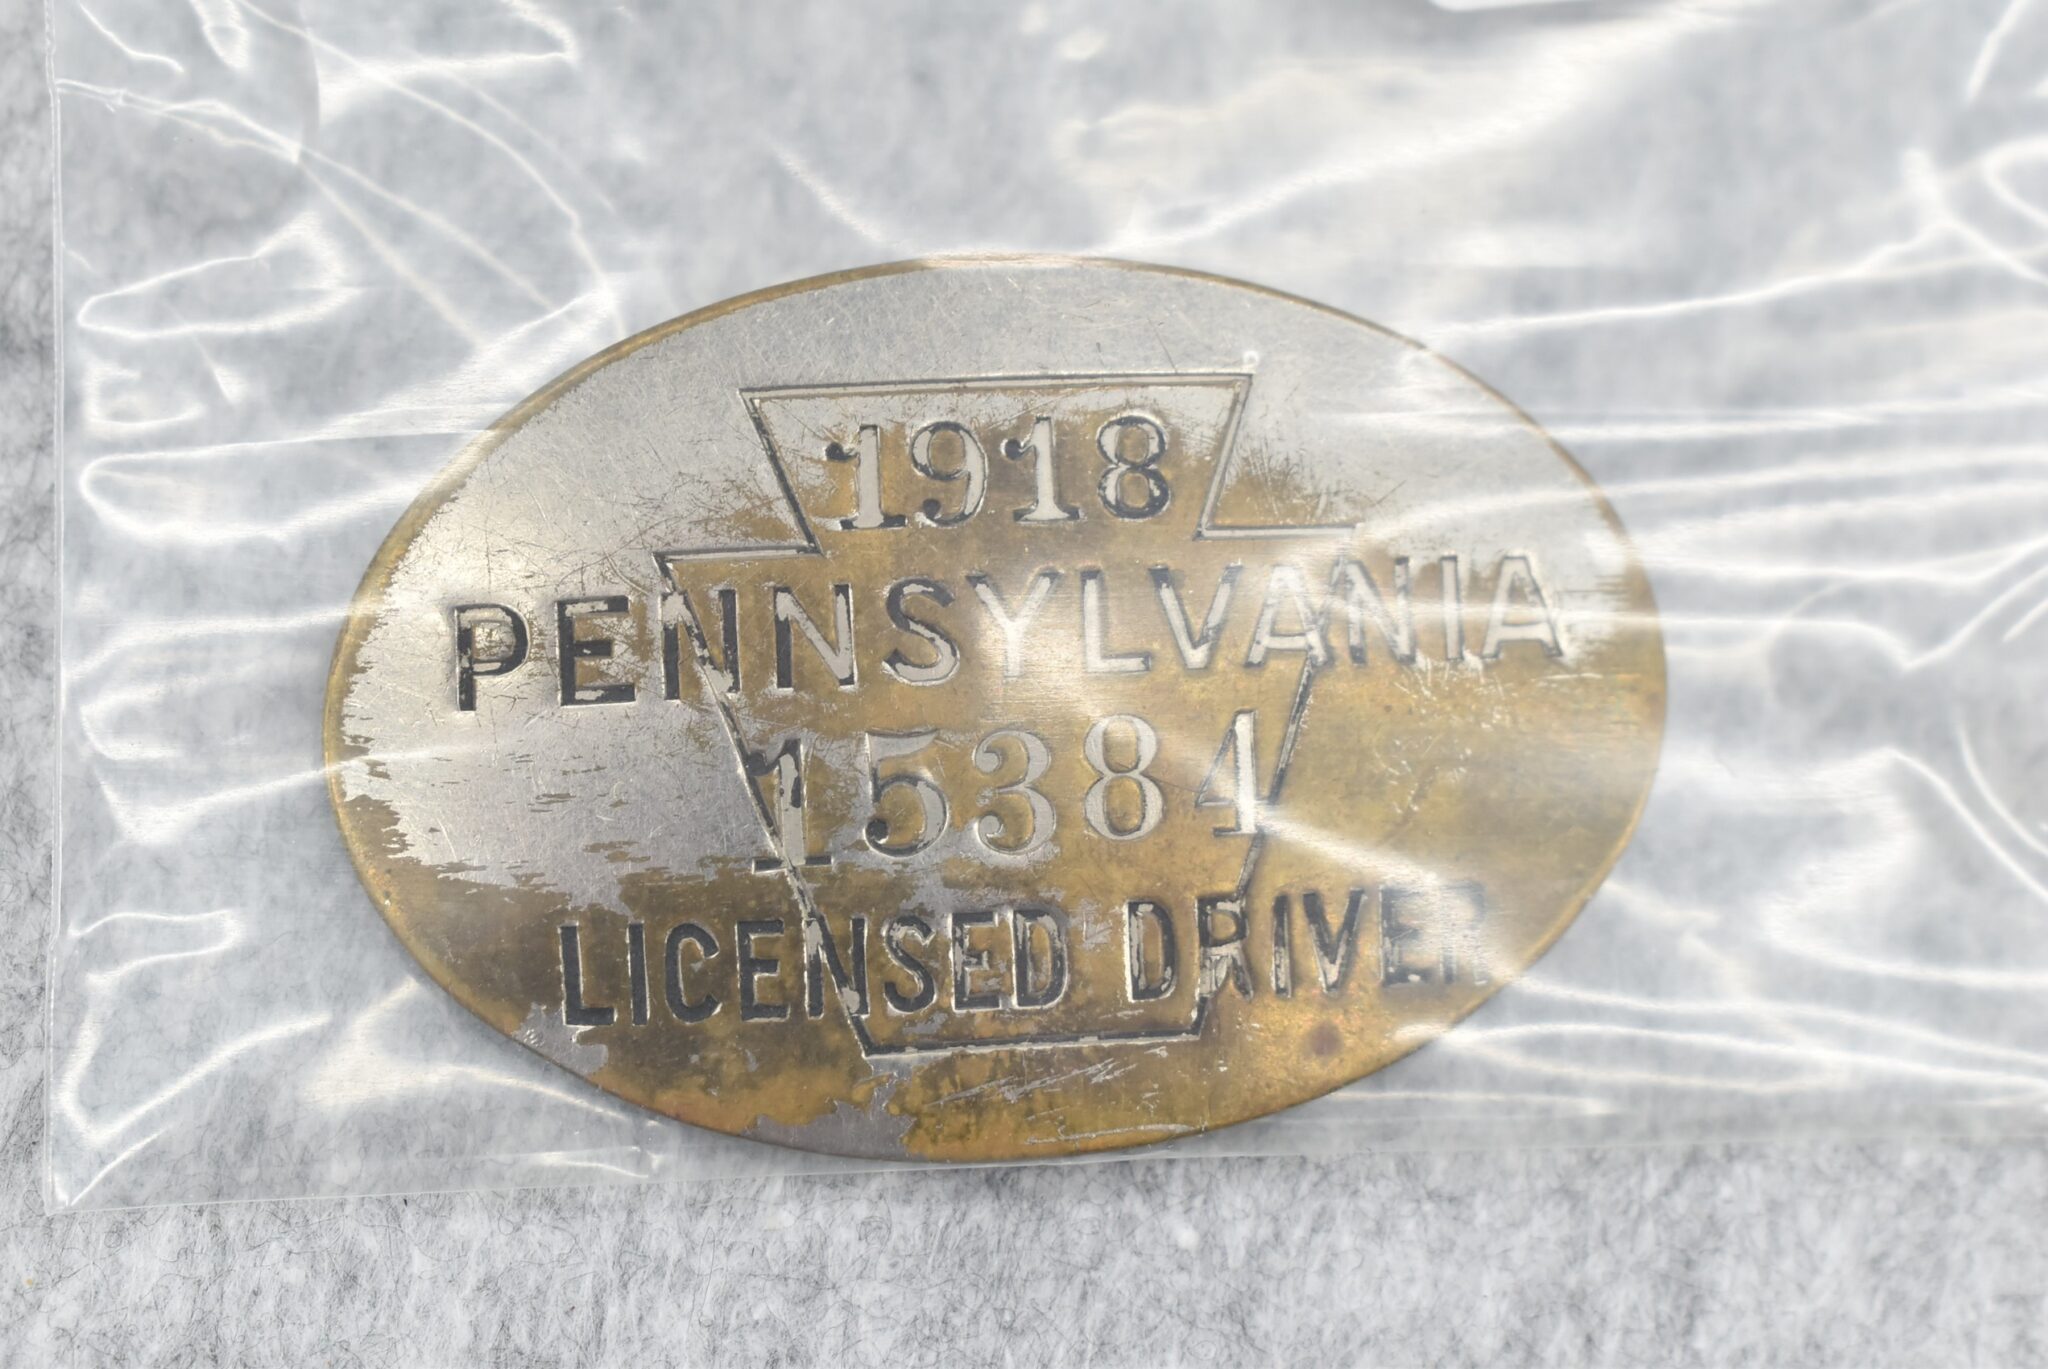 1918
PENNSYLVANIA
15384
LICENSED DRIVER